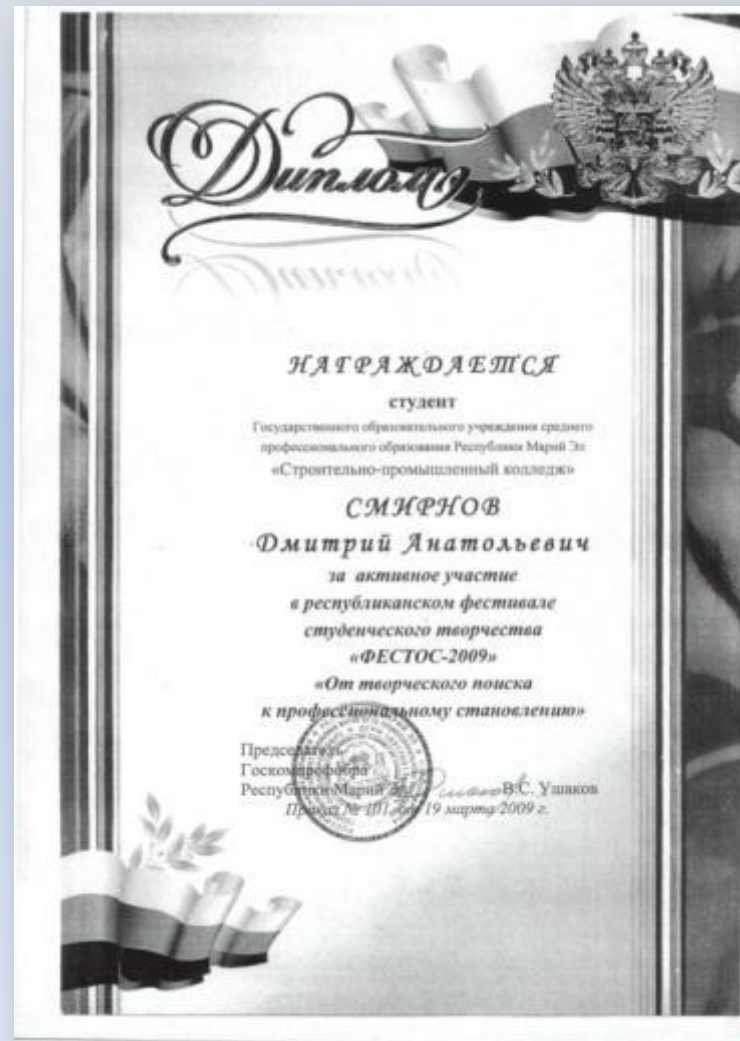 Диплом
НАГРАЖДАЕТСЯ
студент
Государственного образовательного учреждения среднего
профессионального образования Республики Марий Эл
«Строительно-промышленный колледж»
СМИРНОВ
Дмитрий Анатольевич
за активное участие
в республиканском фестивале
студенческого творчества
«ФЕСТОС-2009»
«От творческого поиска
к профессиональному становлению»
Председатель
Госкомпрофобра
Республики Марий Эл В.С. Ушаков
Приказ № 101 от 19 марта 2009 г.